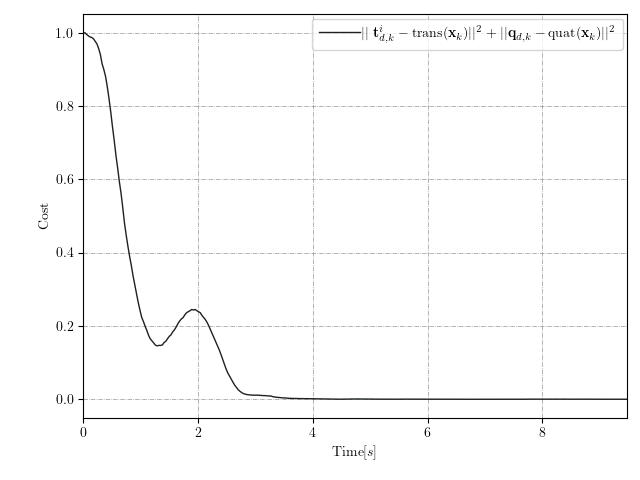 || t^i_{d,k} − trans(x_k)||^2 + ||q_{d,k} − quat(x_k)||^2
1.0
0.8
0.6
0.4
0.2
0.0
Cost
0 2 4 6 8
Time[s]